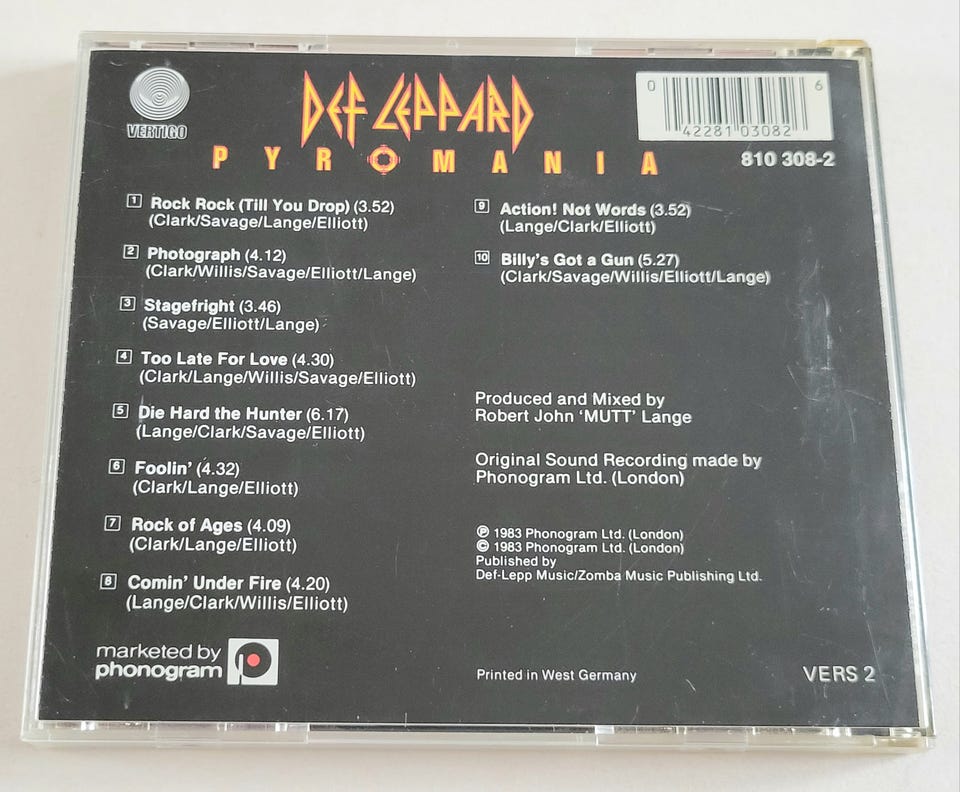 VERTIGO
DEF LEPPARD
PYROMANIA
0 42281 03082 6
810 308-2
1 Rock Rock (Till You Drop) (3.52)
(Clark/Savage/Lange/Elliott)
2 Photograph (4.12)
(Clark/Willis/Savage/Elliott/Lange)
3 Stagefright (3.46)
(Savage/Elliott/Lange)
4 Too Late For Love (4.30)
(Clark/Lange/Willis/Savage/Elliott)
5 Die Hard the Hunter (6.17)
(Lange/Clark/Savage/Elliott)
6 Foolin' (4.32)
(Clark/Lange/Elliott)
7 Rock of Ages (4.09)
(Clark/Lange/Elliott)
8 Comin' Under Fire (4.20)
(Lange/Clark/Willis/Elliott)
9 Action! Not Words (3.52)
(Lange/Clark/Elliott)
10 Billy's Got a Gun (5.27)
(Clark/Savage/Willis/Elliott/Lange)
Produced and Mixed by
Robert John 'MUTT' Lange
Original Sound Recording made by
Phonogram Ltd. (London)
℗ 1983 Phonogram Ltd. (London)
© 1983 Phonogram Ltd. (London)
Published by
Def-Lepp Music/Zomba Music Publishing Ltd.
marketed by
phonogram
Printed in West Germany
VERS 2